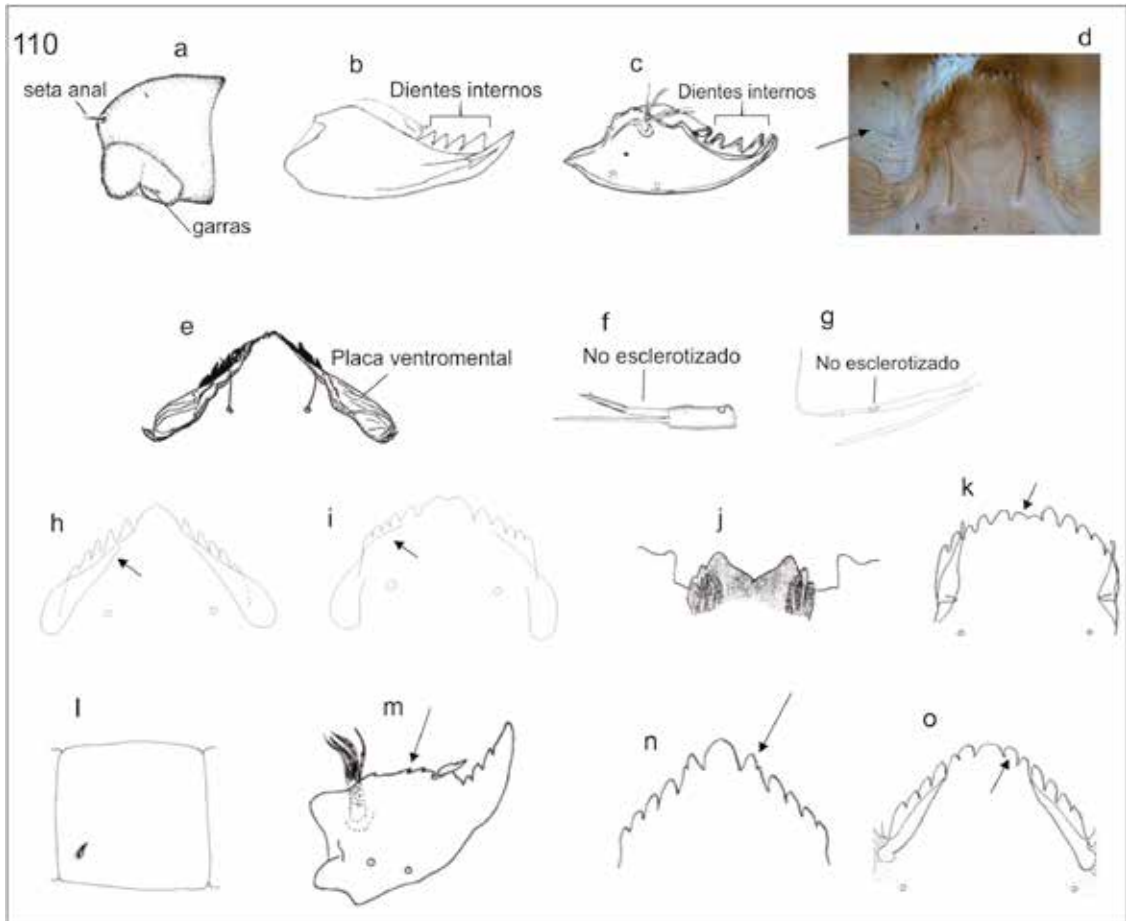 110
a
seta anal
garras
b
Dientes internos
c
Dientes internos
d
e
Placa ventromental
f
No esclerotizado
g
No esclerotizado
h
i
j
k
l
m
n
o